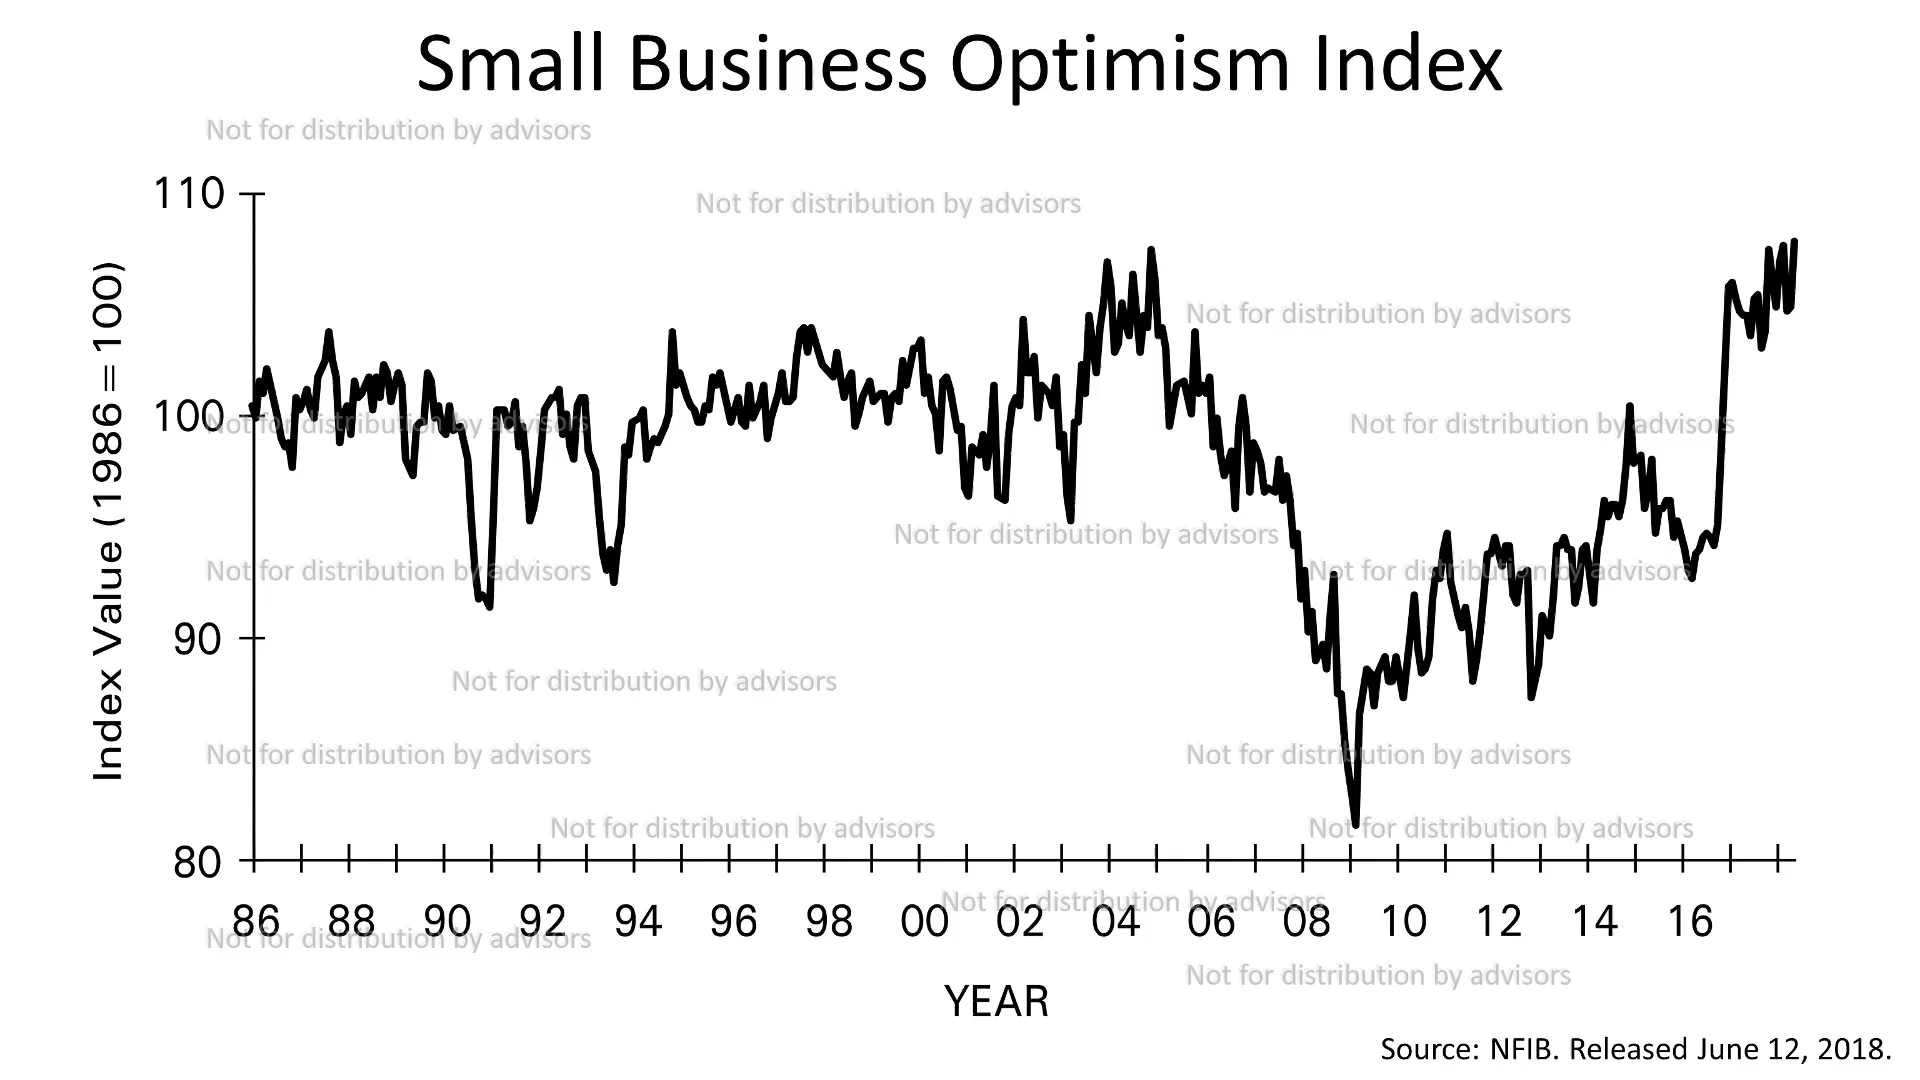 Small Business Optimism Index
Not for distribution by advisors
110
Not for distribution by advisors
Not for distribution by advisors
100
Not for distribution by advisors
Not for distribution by advisors
Index Value (1986 = 100)
Not for distribution by advisors
Not for distribution by advisors
Not for distribution by advisors
90
Not for distribution by advisors
Not for distribution by advisors
Not for distribution by advisors
Not for distribution by advisors
Not for distribution by advisors
80
Not for distribution by advisors
86 88 90 92 94 96 98 00 02 04 06 08 10 12 14 16
Not for distribution by advisors
Not for distribution by advisors
YEAR
Source: NFIB. Released June 12, 2018.